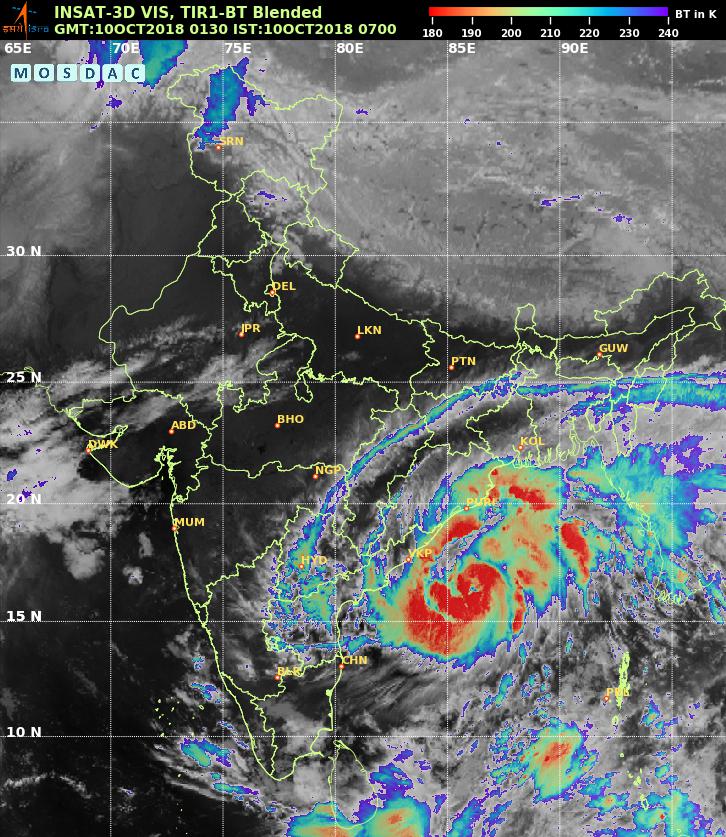 INSAT-3D VIS, TIR1-BT Blended
GMT:10OCT2018 0130 IST:10OCT2018 0700
BT in K
180 190 200 210 220 230 240
65E 70E 75E 80E 85E 90E
MOSDAC
SRN
30 N
DEL
JPR LKN
GUW
PTN
25 N
ABD BHO
DWK KOL
NGP
20 N PURI
MUM
VKP
HYD
15 N
CHN
BLR
PBL
10 N